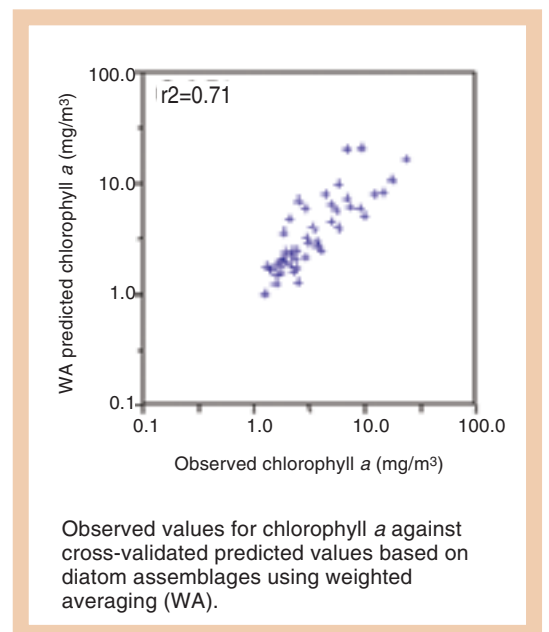 100.0
r2=0.71
WA predicted chlorophyll a (mg/m³)
10.0
1.0
0.1
0.1 1.0 10.0 100.0
Observed chlorophyll a (mg/m³)
Observed values for chlorophyll a against
cross-validated predicted values based on
diatom assemblages using weighted
averaging (WA).